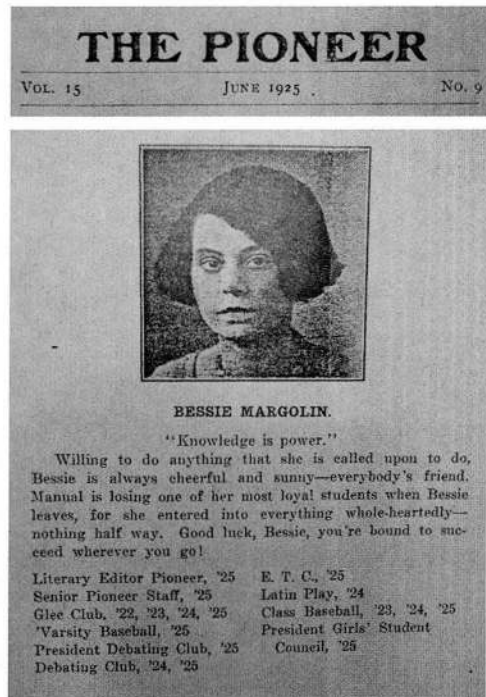 THE PIONEER
VOL. 15 JUNE 1925 . NO. 9
BESSIE MARGOLIN.
"Knowledge is power."
Willing to do anything that she is called upon to do,
Bessie is always cheerful and sunny—everybody's friend.
Manual is losing one of her most loyal students when Bessie
leaves, for she entered into everything whole-heartedly—
nothing half way. Good luck, Bessie, you're bound to suc-
ceed wherever you go!
Literary Editor Pioneer, '25
Senior Pioneer Staff, '25
Glee Club, '22, '23, '24, '25
'Varsity Baseball, '25
President Debating Club, '25
Debating Club, '24, '25
E. T. C., '25
Latin Play, '24
Class Baseball, '23, '24, '25
President Girls' Student
Council, '25